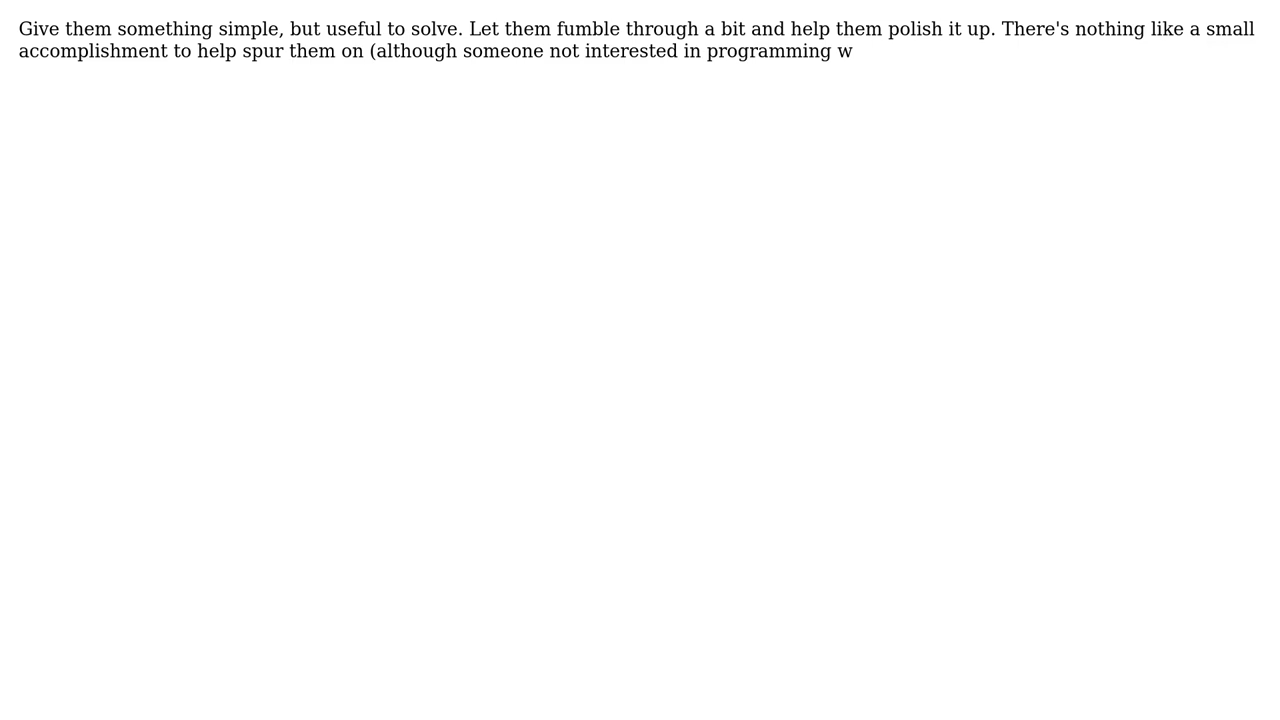 Give them something simple, but useful to solve. Let them fumble through a bit and help them polish it up. There's nothing like a small
accomplishment to help spur them on (although someone not interested in programming w